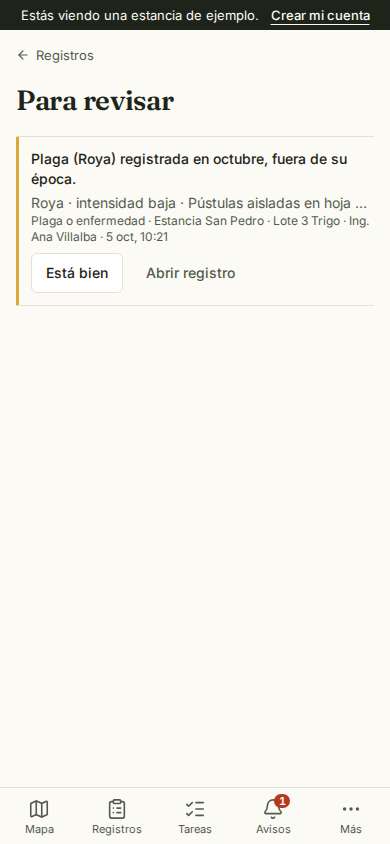 Estás viendo una estancia de ejemplo. Crear mi cuenta
Registros
Para revisar
Plaga (Roya) registrada en octubre, fuera de su
época.
Roya · intensidad baja · Pústulas aisladas en hoja ...
Plaga o enfermedad · Estancia San Pedro · Lote 3 Trigo · Ing.
Ana Villalba · 5 oct, 10:21
Está bien Abrir registro
1
Mapa Registros Tareas Avisos Más